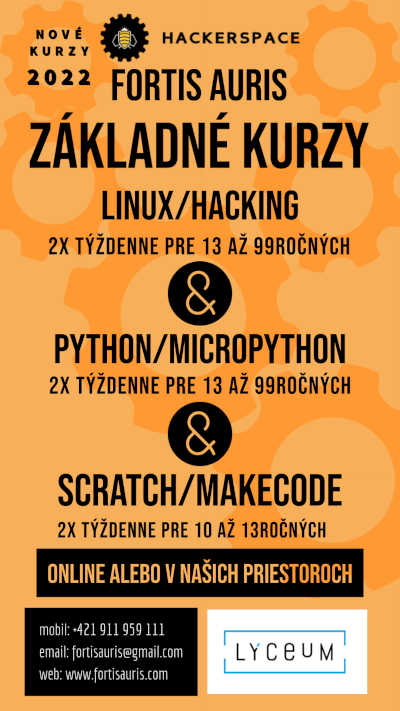 NOVÉ
KURZY
2022
HACKERSPACE
FORTIS AURIS
ZÁKLADNÉ KURZY
LINUX/HACKING
2X TÝŽDENNE PRE 13 AŽ 99ROČNÝCH
&
PYTHON/MICROPYTHON
2X TÝŽDENNE PRE 13 AŽ 99ROČNÝCH
&
SCRATCH/MAKECODE
2X TÝŽDENNE PRE 10 AŽ 13ROČNÝCH
ONLINE ALEBO V NAŠICH PRIESTOROCH
mobil: +421 911 959 111
email: fortisauris@gmail.com
web: www.fortisauris.com
LYCEUM